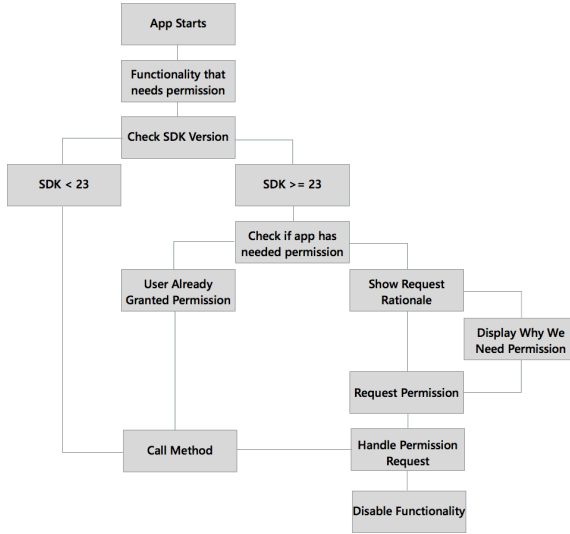 App Starts
Functionality that
needs permission
Check SDK Version
SDK < 23
SDK >= 23
Check if app has
needed permission
User Already
Granted Permission
Show Request
Rationale
Display Why We
Need Permission
Request Permission
Call Method
Handle Permission
Request
Disable Functionality